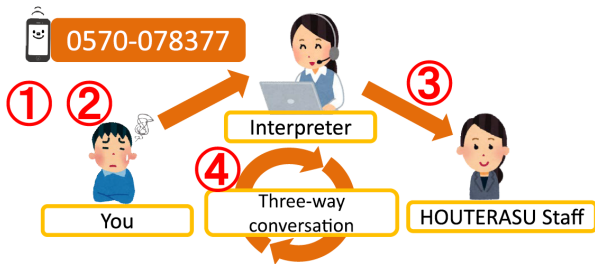 0570-078377
① ②
③
Interpreter
④
Three-way
conversation
You
HOUTERASU Staff